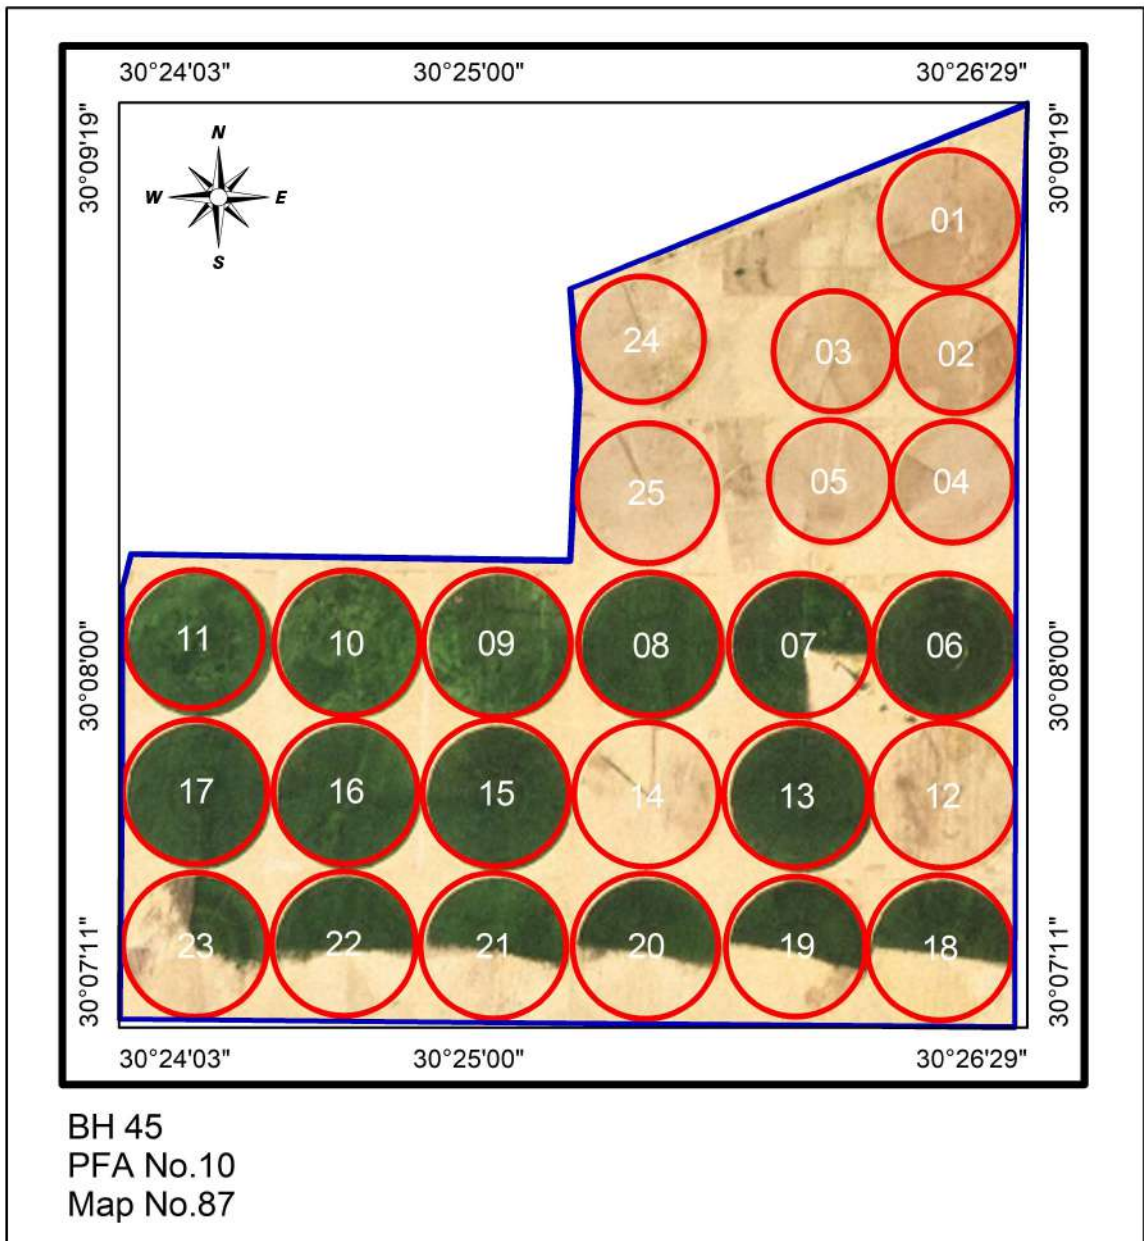 30°24'03" 30°25'00" 30°26'29"
30°09'19" 30°09'19"
N
W E
S
01
24 03 02
25 05 04
11 10 09 08 07 06
30°08'00" 30°08'00"
17 16 15 14 13 12
23 22 21 20 19 18
30°07'11" 30°07'11"
30°24'03" 30°25'00" 30°26'29"
BH 45
PFA No.10
Map No.87